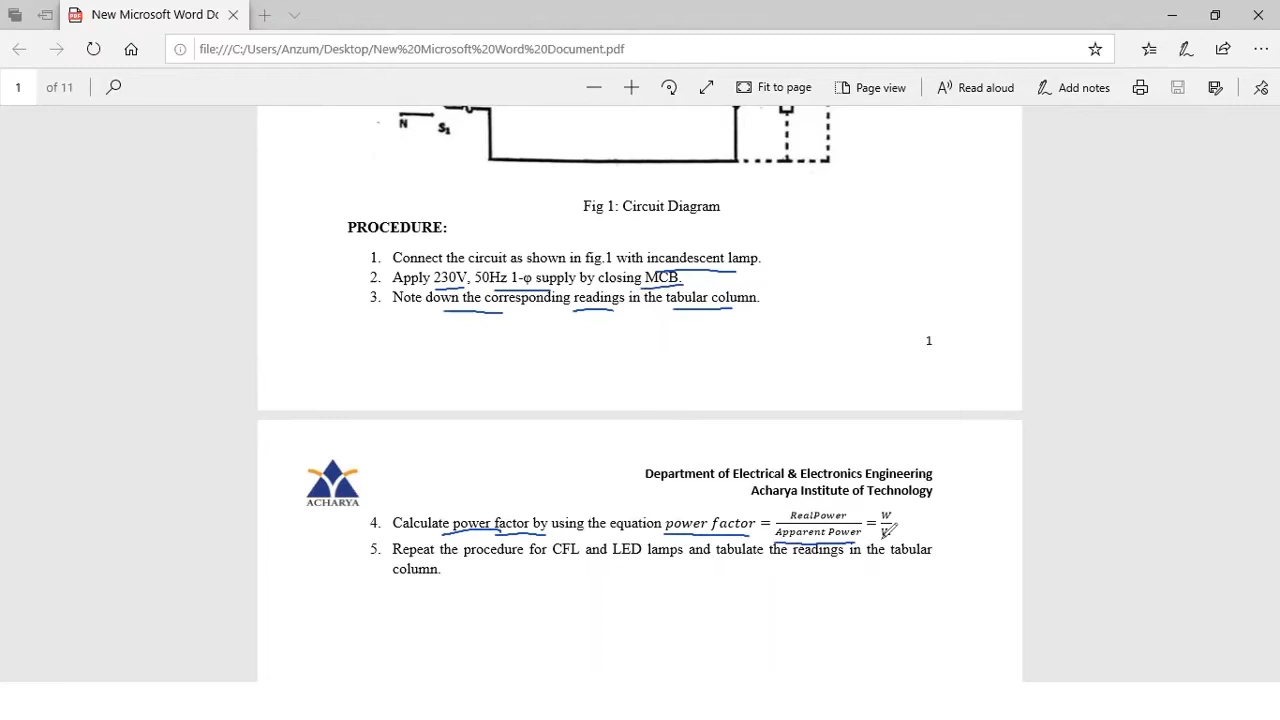 New Microsoft Word Do
file:///C:/Users/Anzum/Desktop/New%20Microsoft%20Word%20Document.pdf
1 of 11
Fit to page
Page view
Read aloud
Add notes
N
S1
Fig 1: Circuit Diagram
PROCEDURE:
1. Connect the circuit as shown in fig.1 with incandescent lamp.
2. Apply 230V, 50Hz 1-φ supply by closing MCB.
3. Note down the corresponding readings in the tabular column.
1
ACHARYA
Department of Electrical & Electronics Engineering
Acharya Institute of Technology
4. Calculate power factor by using the equation power factor = RealPower / Apparent Power = W /
5. Repeat the procedure for CFL and LED lamps and tabulate the readings in the tabular
column.